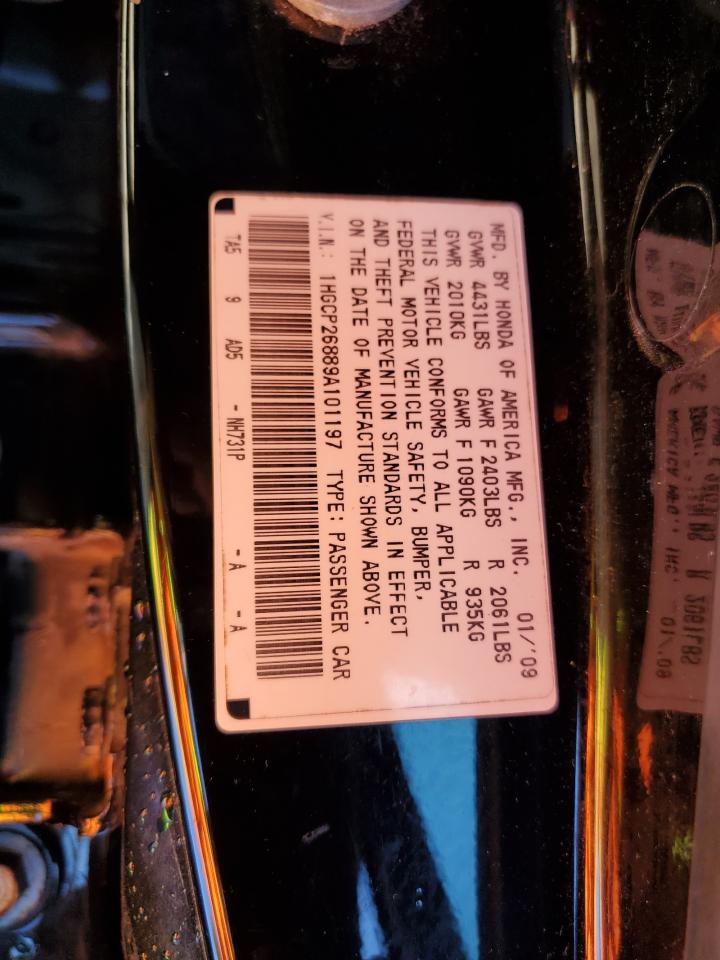 MFD. BY HONDA OF AMERICA MFG., INC. 01/'09
GVWR 4431LBS GAWR F 2403LBS R 2061LBS
GVWR 2010KG GAWR F 1090KG R 935KG
THIS VEHICLE CONFORMS TO ALL APPLICABLE
FEDERAL MOTOR VEHICLE SAFETY, BUMPER,
AND THEFT PREVENTION STANDARDS IN EFFECT
ON THE DATE OF MANUFACTURE SHOWN ABOVE.
V.I.N.: 1HGCP26889A101197 TYPE: PASSENGER CAR
TA5 9 AD5 - NH731P - A - A